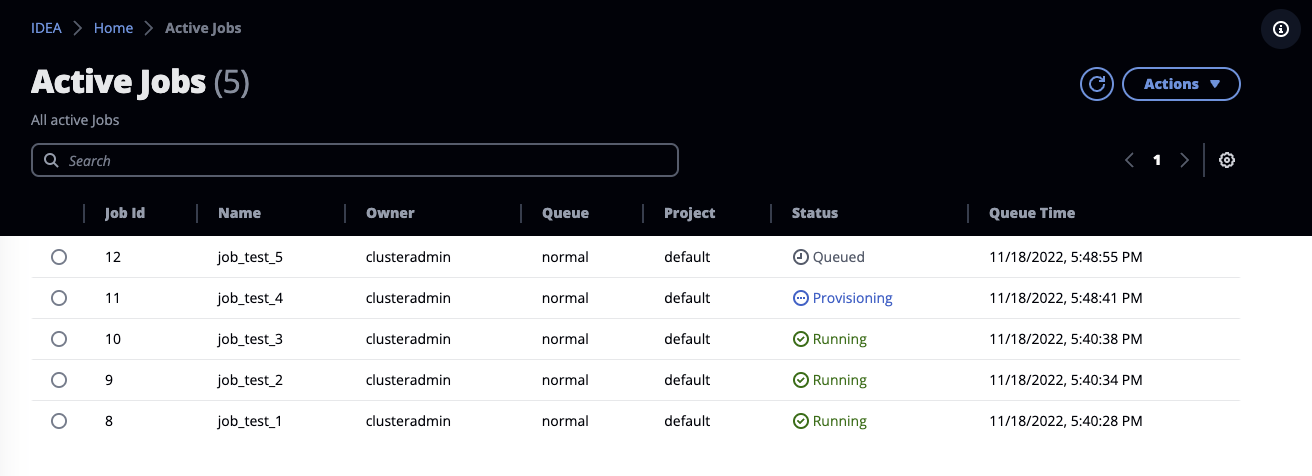 IDEA > Home > Active Jobs
Active Jobs (5)
Actions
All active Jobs
Search
1
Job Id Name Owner Queue Project Status Queue Time
12 job_test_5 clusteradmin normal default Queued 11/18/2022, 5:48:55 PM
11 job_test_4 clusteradmin normal default Provisioning 11/18/2022, 5:48:41 PM
10 job_test_3 clusteradmin normal default Running 11/18/2022, 5:40:38 PM
9 job_test_2 clusteradmin normal default Running 11/18/2022, 5:40:34 PM
8 job_test_1 clusteradmin normal default Running 11/18/2022, 5:40:28 PM